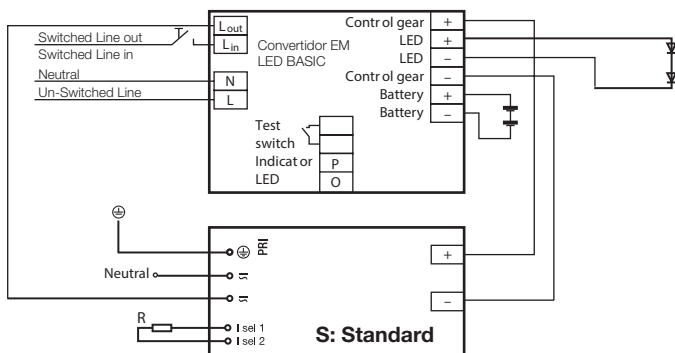 Switched Line out
Switched Line in
Neutral
Un-Switched Line
Lout
Lin
N
L
Convertidor EM
LED BASIC
Control gear +
LED +
LED −
Control gear −
Battery +
Battery −
Test
switch
Indicator P
LED O
PRI
Neutral
R
I sel 1
I sel 2
+
−
S: Standard